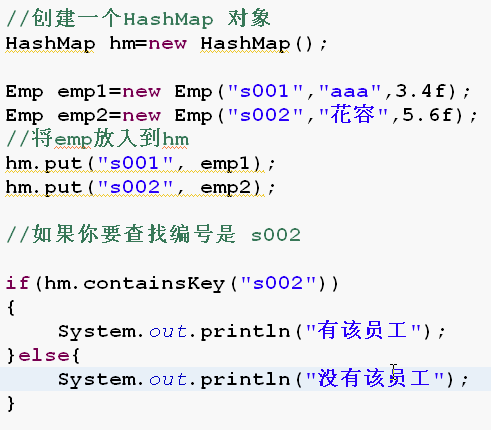 //创建一个HashMap 对象
HashMap hm=new HashMap();
Emp emp1=new Emp("s001","aaa",3.4f);
Emp emp2=new Emp("s002","花容",5.6f);
//将emp放入到hm
hm.put("s001", emp1);
hm.put("s002", emp2);
//如果你要查找编号是 s002
if(hm.containsKey("s002"))
{
System.out.println("有该员工");
}else{
System.out.println("没有该员工");
}